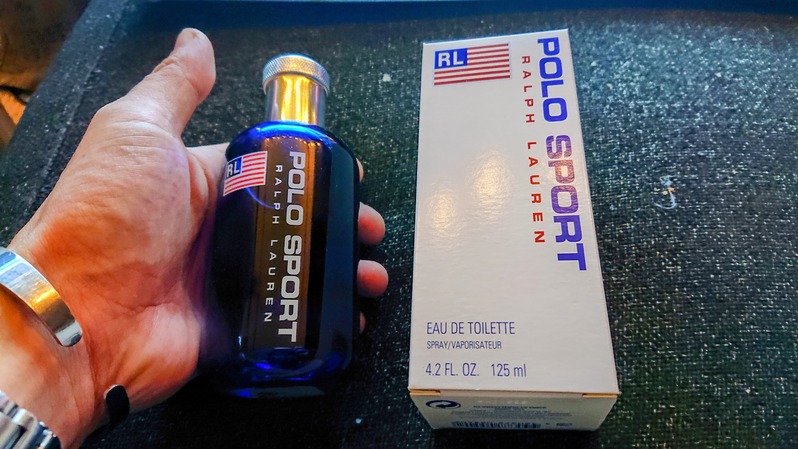 RL
POLO SPORT
RALPH LAUREN
RL
POLO SPORT
RALPH LAUREN
EAU DE TOILETTE
SPRAY/VAPORISATEUR
4.2 FL. OZ. 125 ml